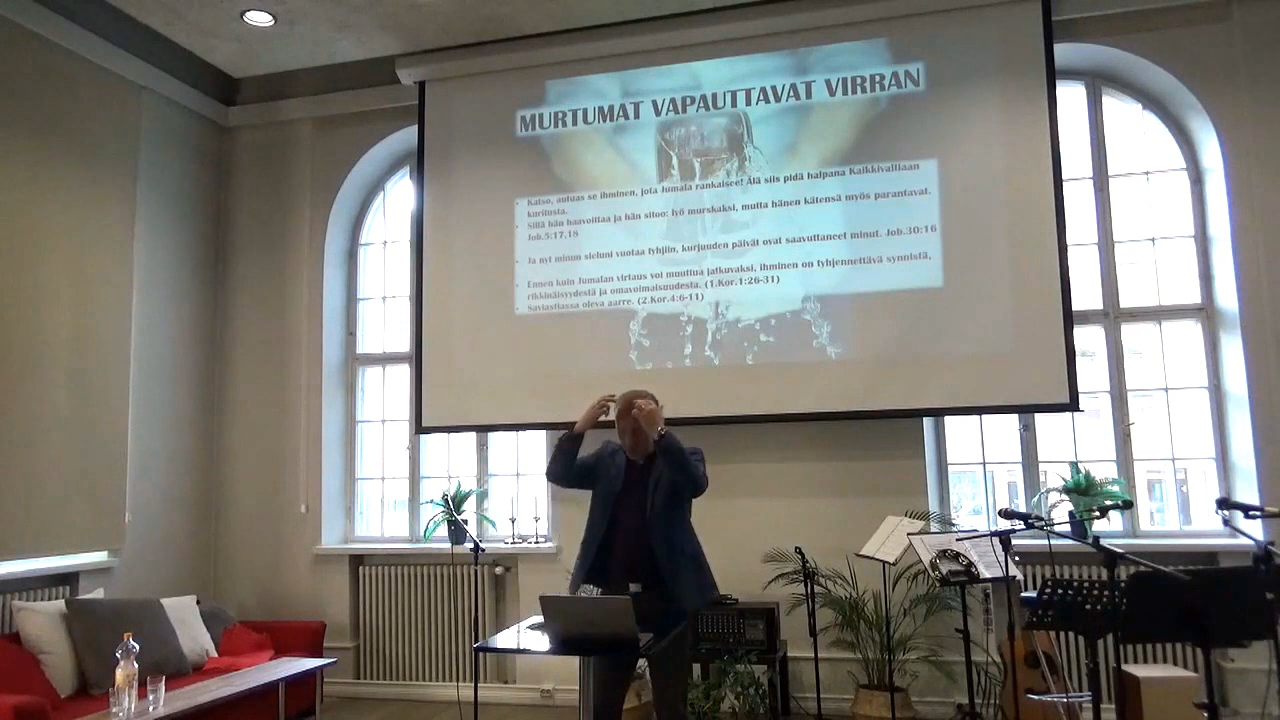 MURTUMAT VAPAUTTAVAT VIRRAN
Katso, autuas se ihminen, jota Jumala rankaisee! Älä siis pidä halpana Kaikkivaltiaan
kuritusta.
Sillä hän haavoittaa ja hän sitoo: lyö murskaksi, mutta hänen kätensä myös parantavat.
Job.5:17,18
Ja nyt minun sieluni vuotaa tyhjiin, kurjuuden päivät ovat saavuttaneet minut. Job.30:16
Ennen kuin Jumalan virtaus voi muuttua jatkuvaksi, ihminen on tyhjennettävä synnistä,
rikkinäisyydestä ja omavoimaisuudesta. (1.Kor.1:26-31)
Saviastiassa oleva aarre. (2.Kor.4:6-11)